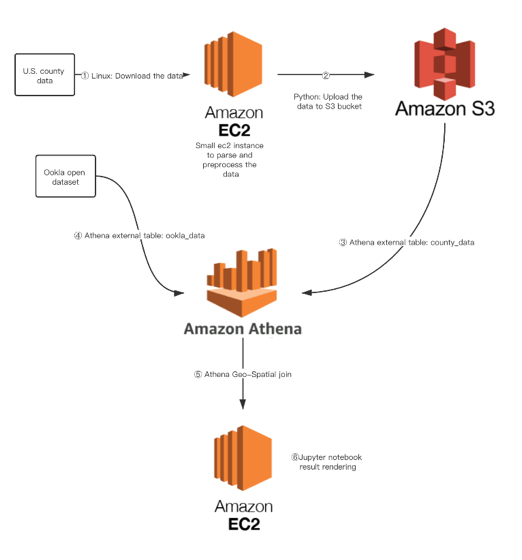 U.S. county
data
① Linux: Download the data
Amazon
EC2
Small ec2 instance
to parse and
preprocess the
data
②
Python: Upload the
data to S3 bucket
Amazon S3
Ookla open
dataset
④ Athena external table: ookla_data
③ Athena external table: county_data
Amazon Athena
⑤ Athena Geo-Spatial join
⑥Jupyter notebook
result rendering
Amazon
EC2